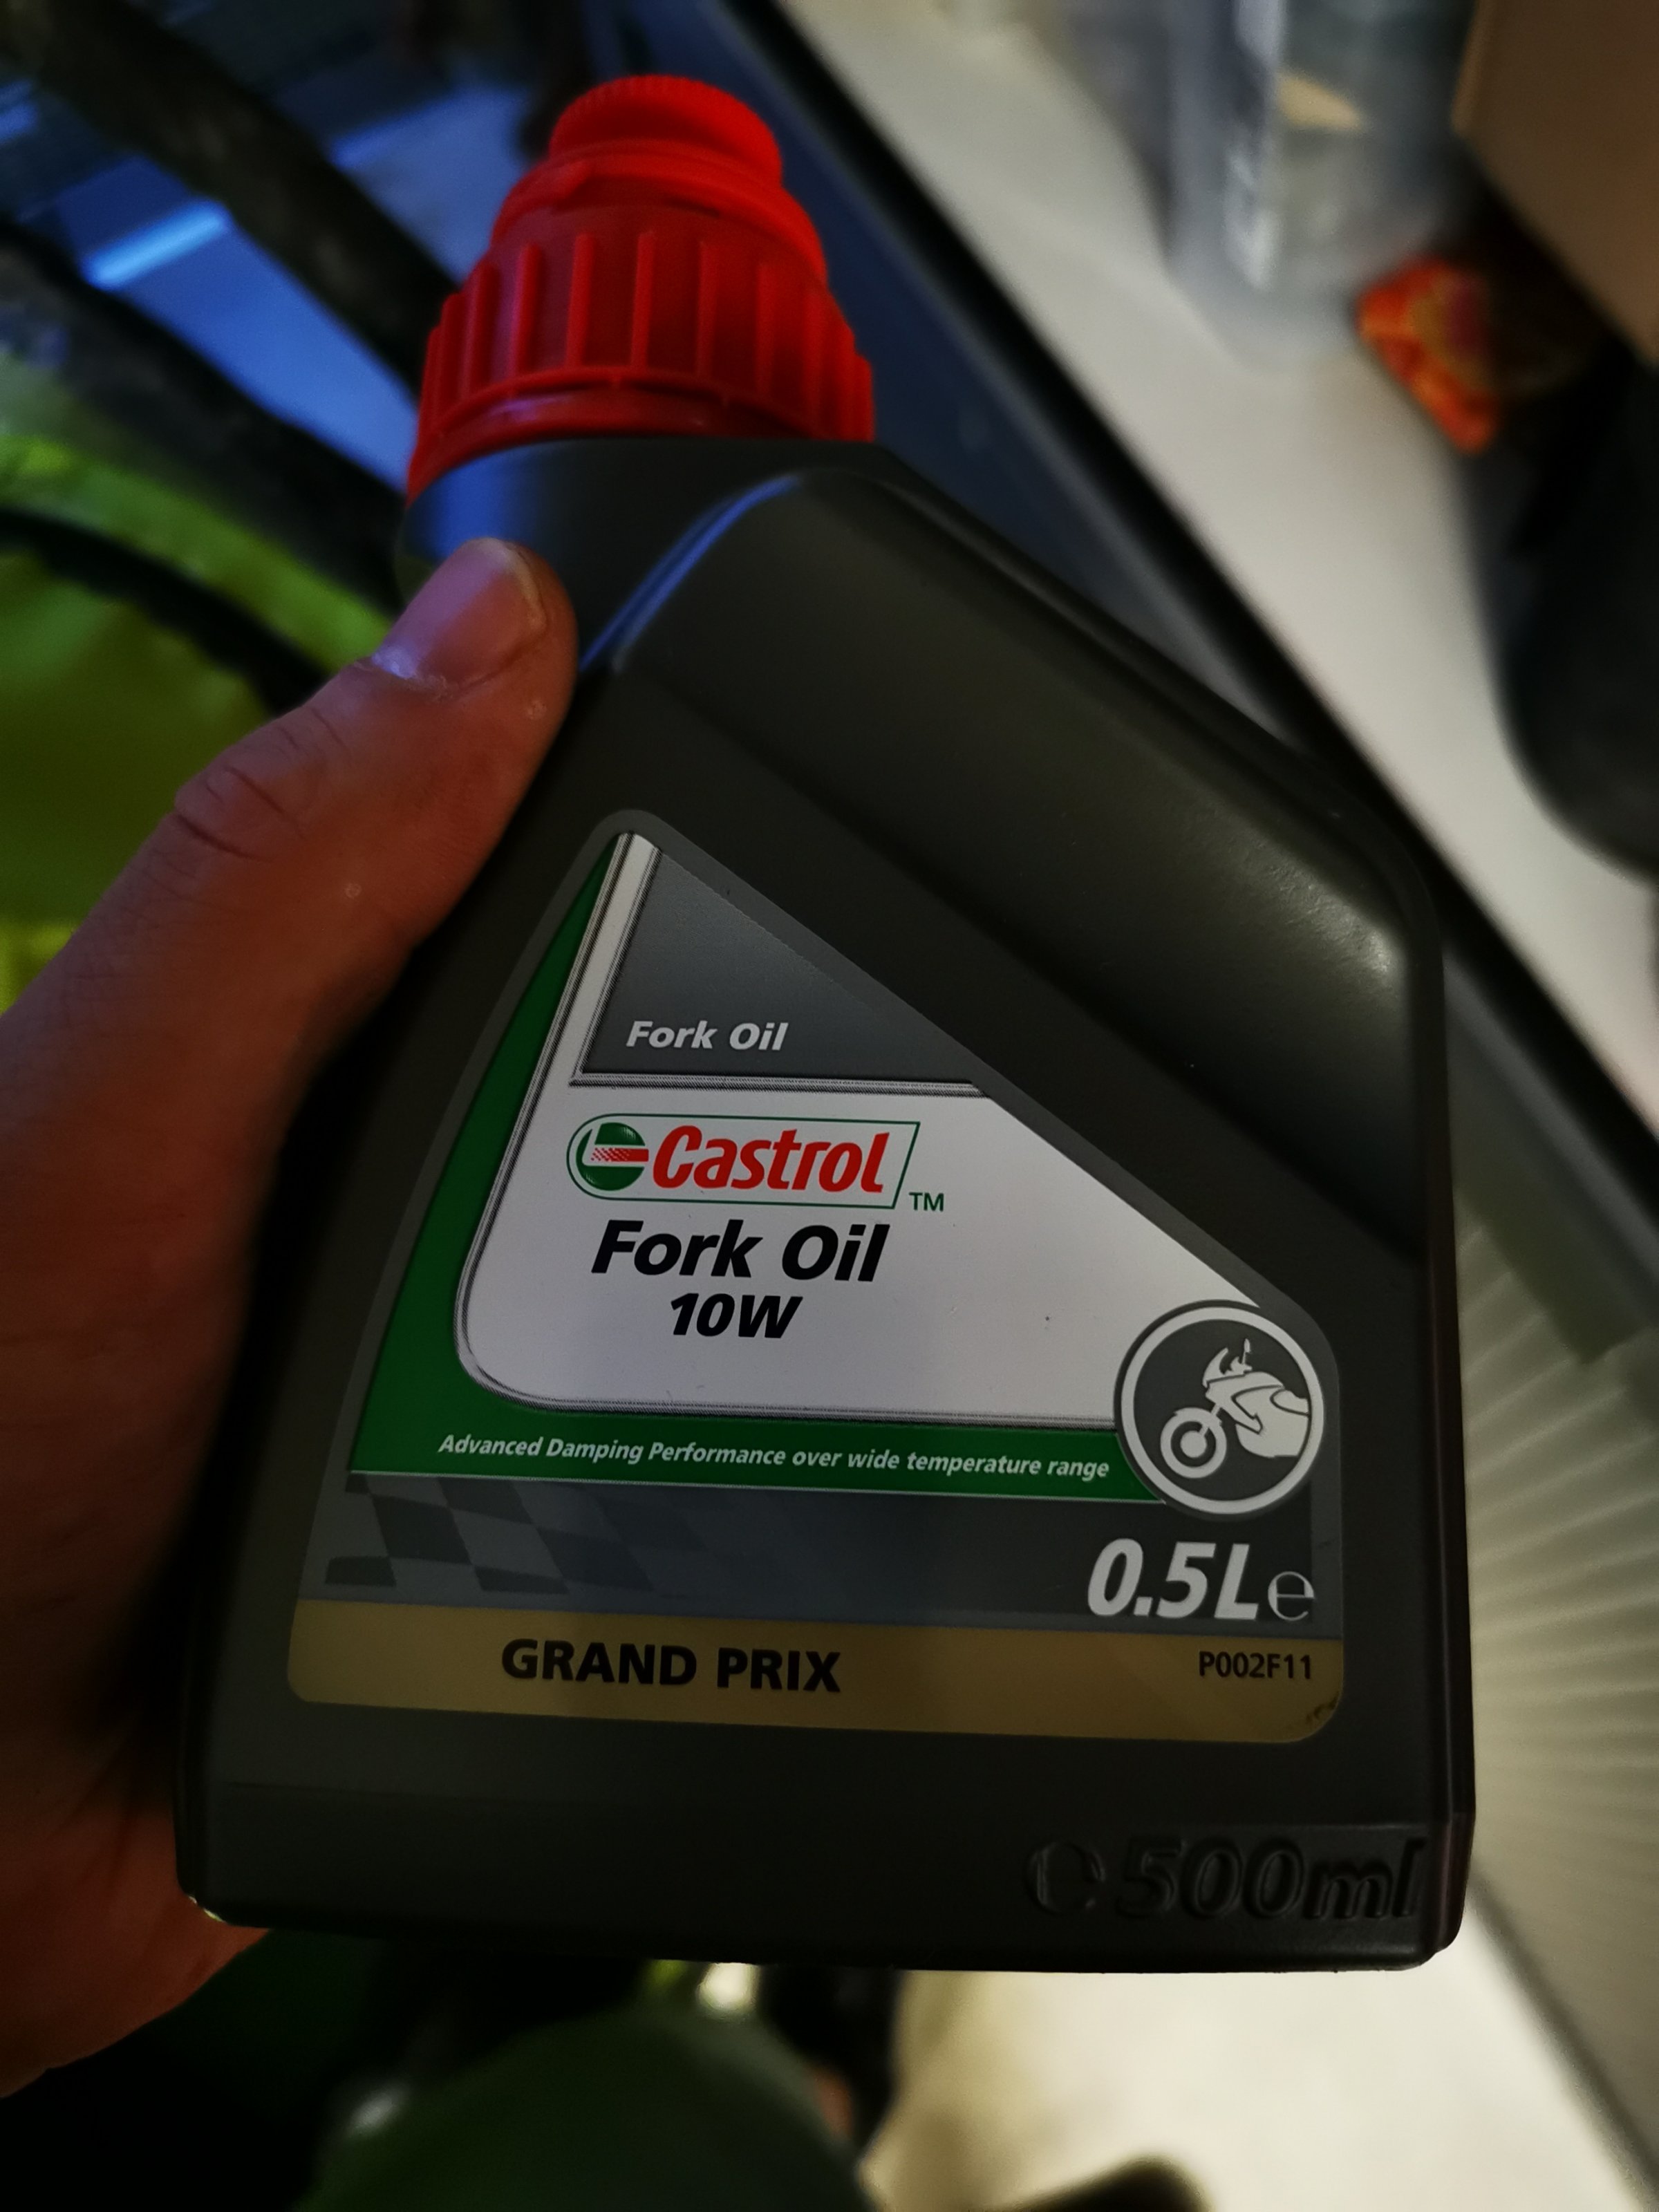 Fork Oil
Castrol TM
Fork Oil
10W
Advanced Damping Performance over wide temperature range
0.5L e
GRAND PRIX
P002F11
e 500ml